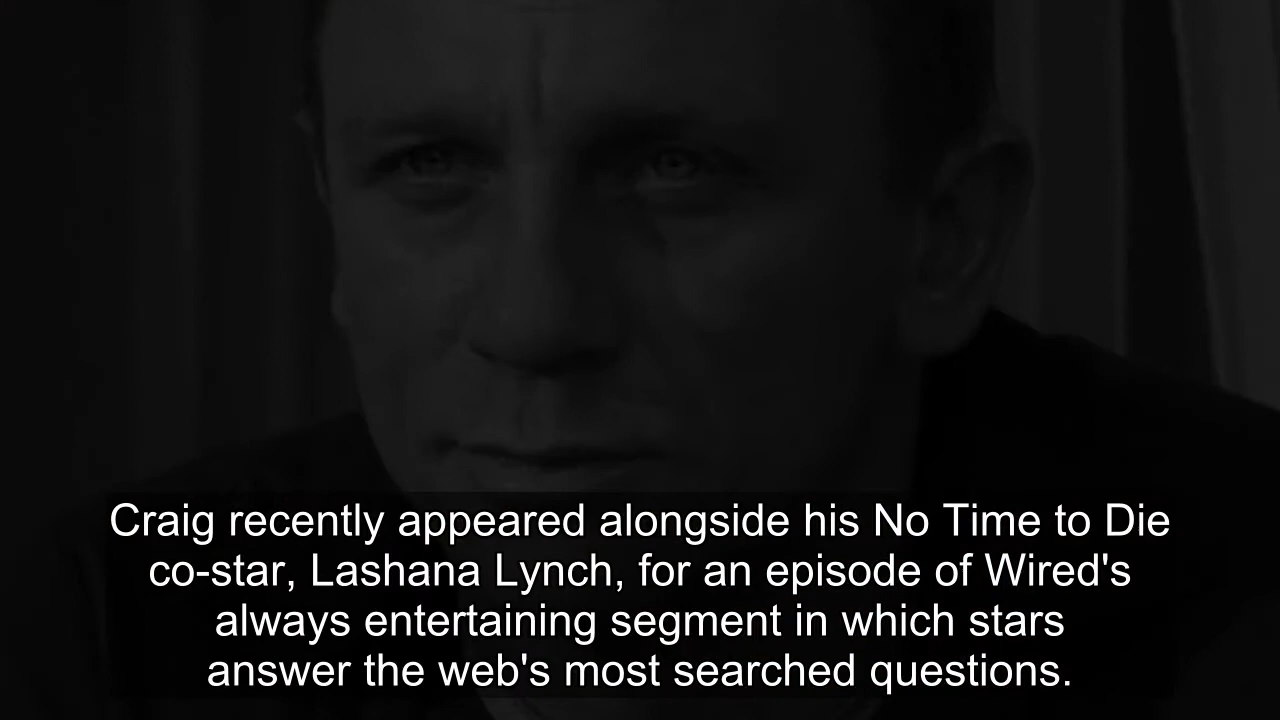 Craig recently appeared alongside his No Time to Die
co-star, Lashana Lynch, for an episode of Wired's
always entertaining segment in which stars
answer the web's most searched questions.